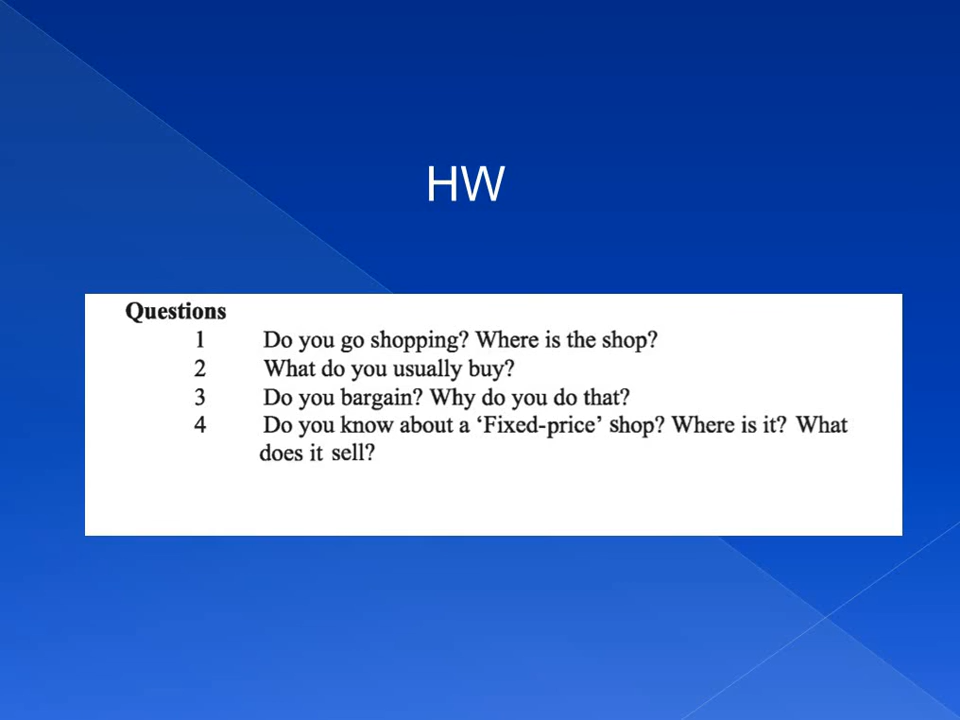 HW
Questions
1 Do you go shopping? Where is the shop?
2 What do you usually buy?
3 Do you bargain? Why do you do that?
4 Do you know about a ‘Fixed-price’ shop? Where is it? What
does it sell?